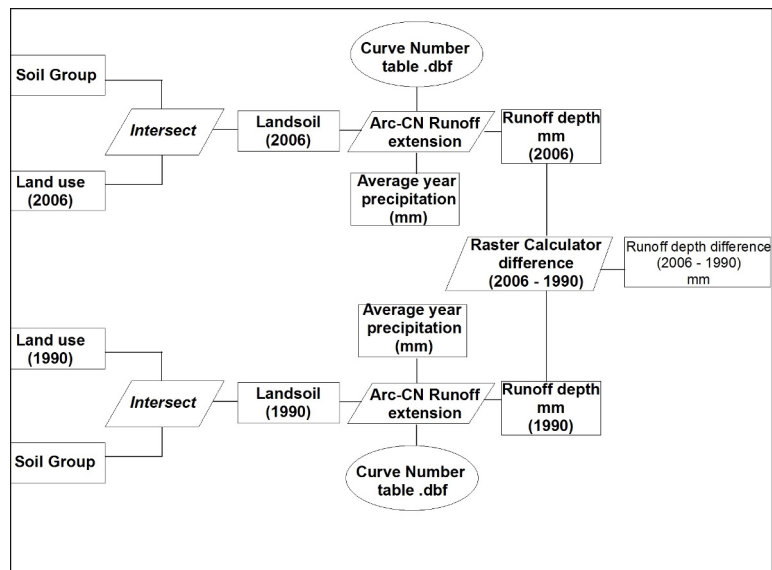 Curve Number
table .dbf
Soil Group
Intersect
Landsoil
(2006)
Arc-CN Runoff
extension
Runoff depth
mm
(2006)
Land use
(2006)
Average year
precipitation
(mm)
Raster Calculator
difference
(2006 - 1990)
Runoff depth difference
(2006 - 1990)
mm
Average year
precipitation
(mm)
Land use
(1990)
Intersect
Landsoil
(1990)
Arc-CN Runoff
extension
Runoff depth
mm
(1990)
Soil Group
Curve Number
table .dbf